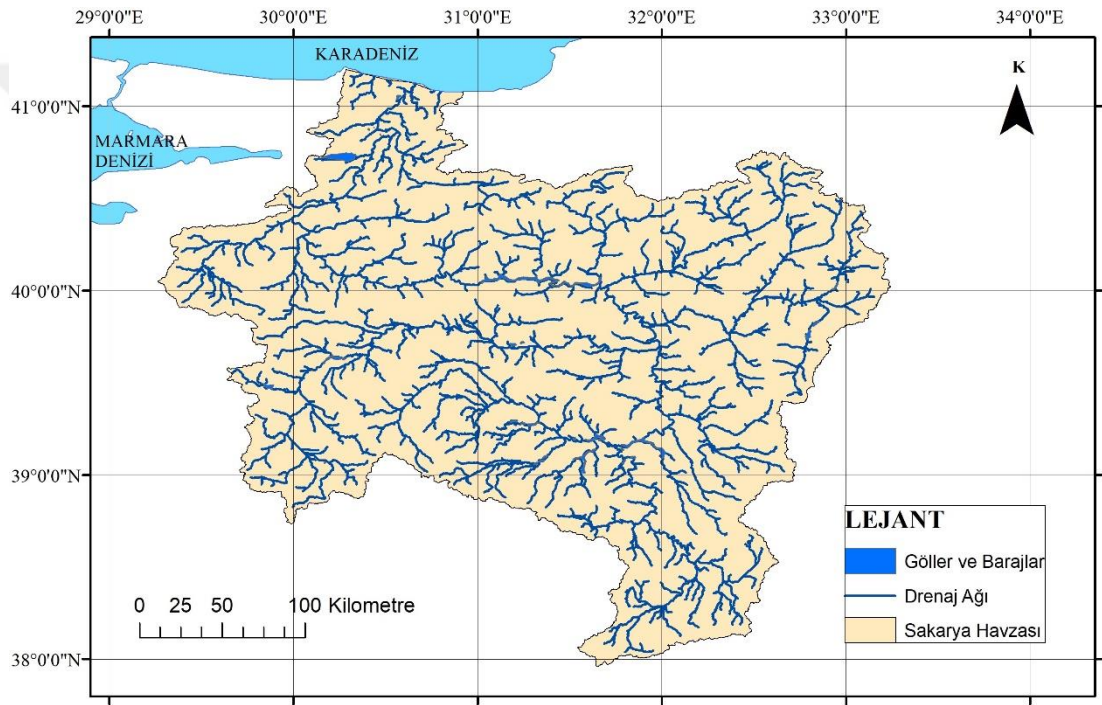 29°0'0"E 30°0'0"E 31°0'0"E 32°0'0"E 33°0'0"E 34°0'0"E
KARADENİZ
K
41°0'0"N
MARMARA
DENİZİ
40°0'0"N
39°0'0"N
LEJANT
Göller ve Barajlar
Drenaj Ağı
Sakarya Havzası
0 25 50 100 Kilometre
38°0'0"N